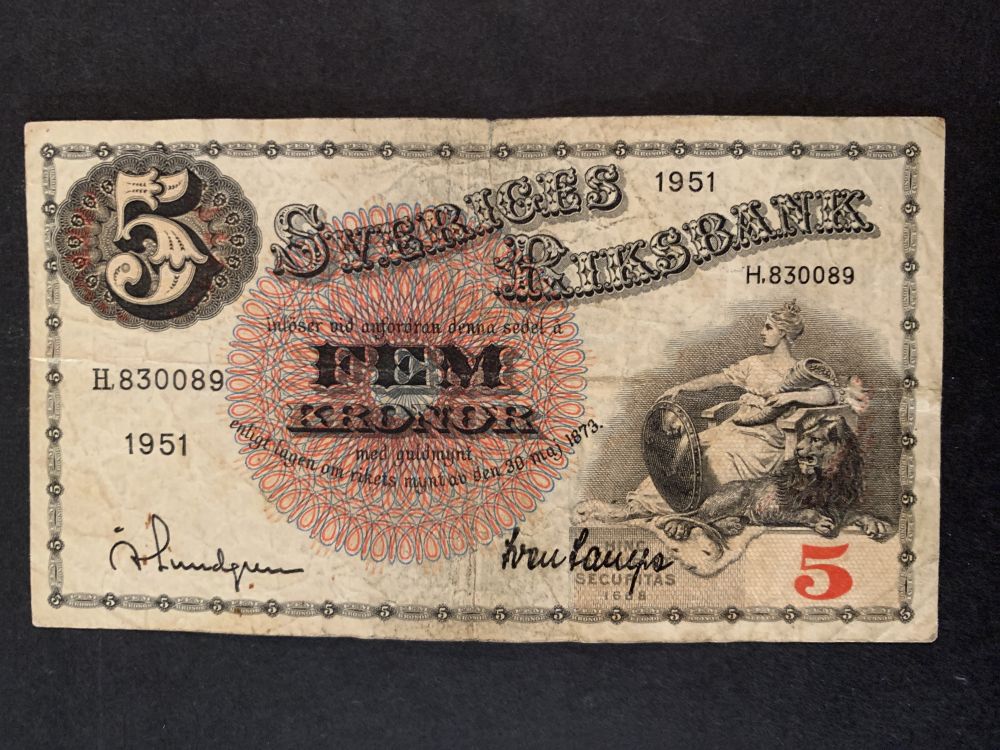 5
SVERIGES
RIKSBANK
1951
H.830089
inlöser vid anfordran denna sedel å
FEM
KRONOR
med guldmynt
enligt lagen om rikets mynt av den 30. maj 1873.
H.830089
1951
SECURITAS
1668
5